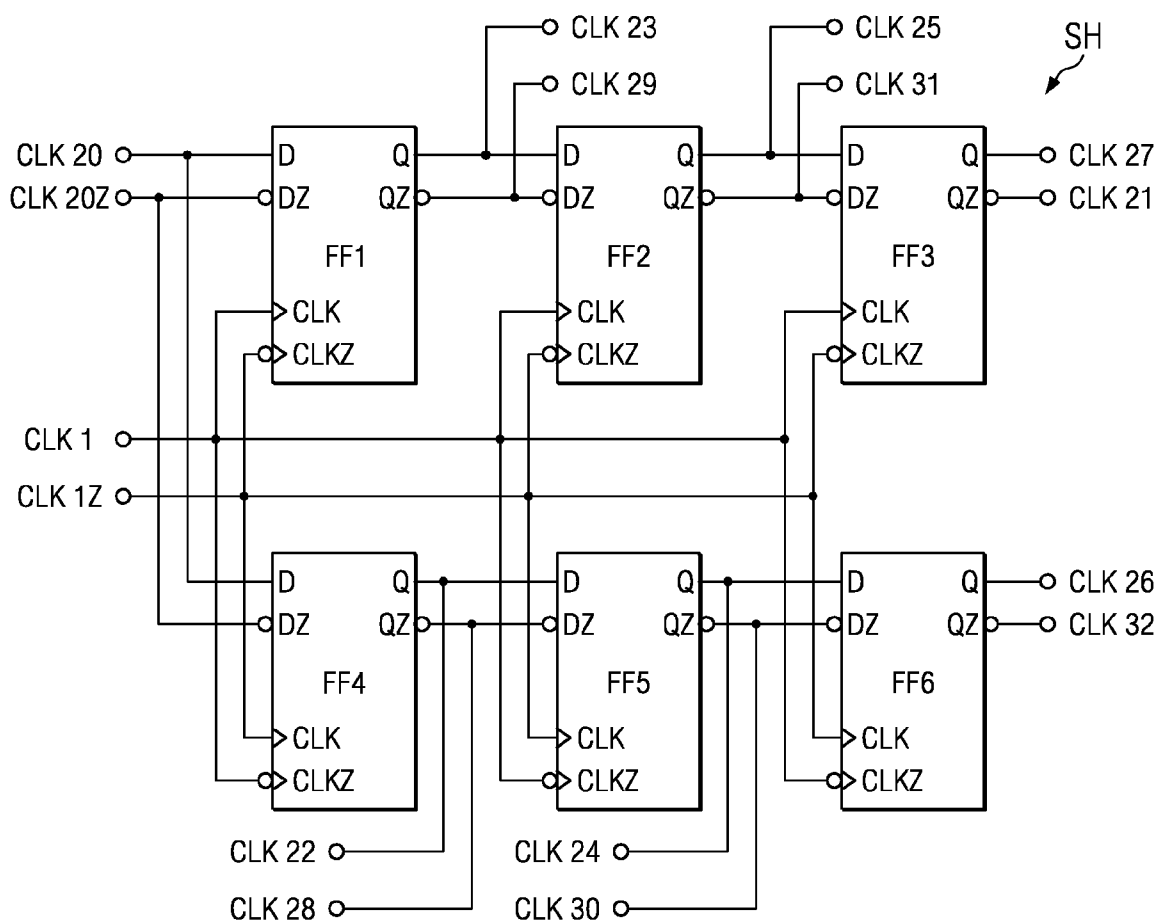 CLK 23
CLK 25
SH
CLK 29
CLK 31
CLK 20
D
Q
D
Q
D
Q
CLK 27
CLK 20Z
DZ
QZ
DZ
QZ
DZ
QZ
CLK 21
FF1
FF2
FF3
CLK
CLK
CLK
CLKZ
CLKZ
CLKZ
CLK 1
CLK 1Z
D
Q
D
Q
D
Q
CLK 26
DZ
QZ
DZ
QZ
DZ
QZ
CLK 32
FF4
FF5
FF6
CLK
CLK
CLK
CLKZ
CLKZ
CLKZ
CLK 22
CLK 24
CLK 28
CLK 30